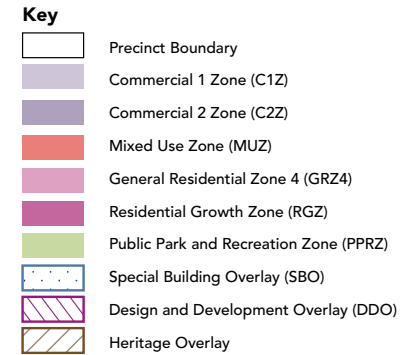 Key
Precinct Boundary
Commercial 1 Zone (C1Z)
Commercial 2 Zone (C2Z)
Mixed Use Zone (MUZ)
General Residential Zone 4 (GRZ4)
Residential Growth Zone (RGZ)
Public Park and Recreation Zone (PPRZ)
Special Building Overlay (SBO)
Design and Development Overlay (DDO)
Heritage Overlay